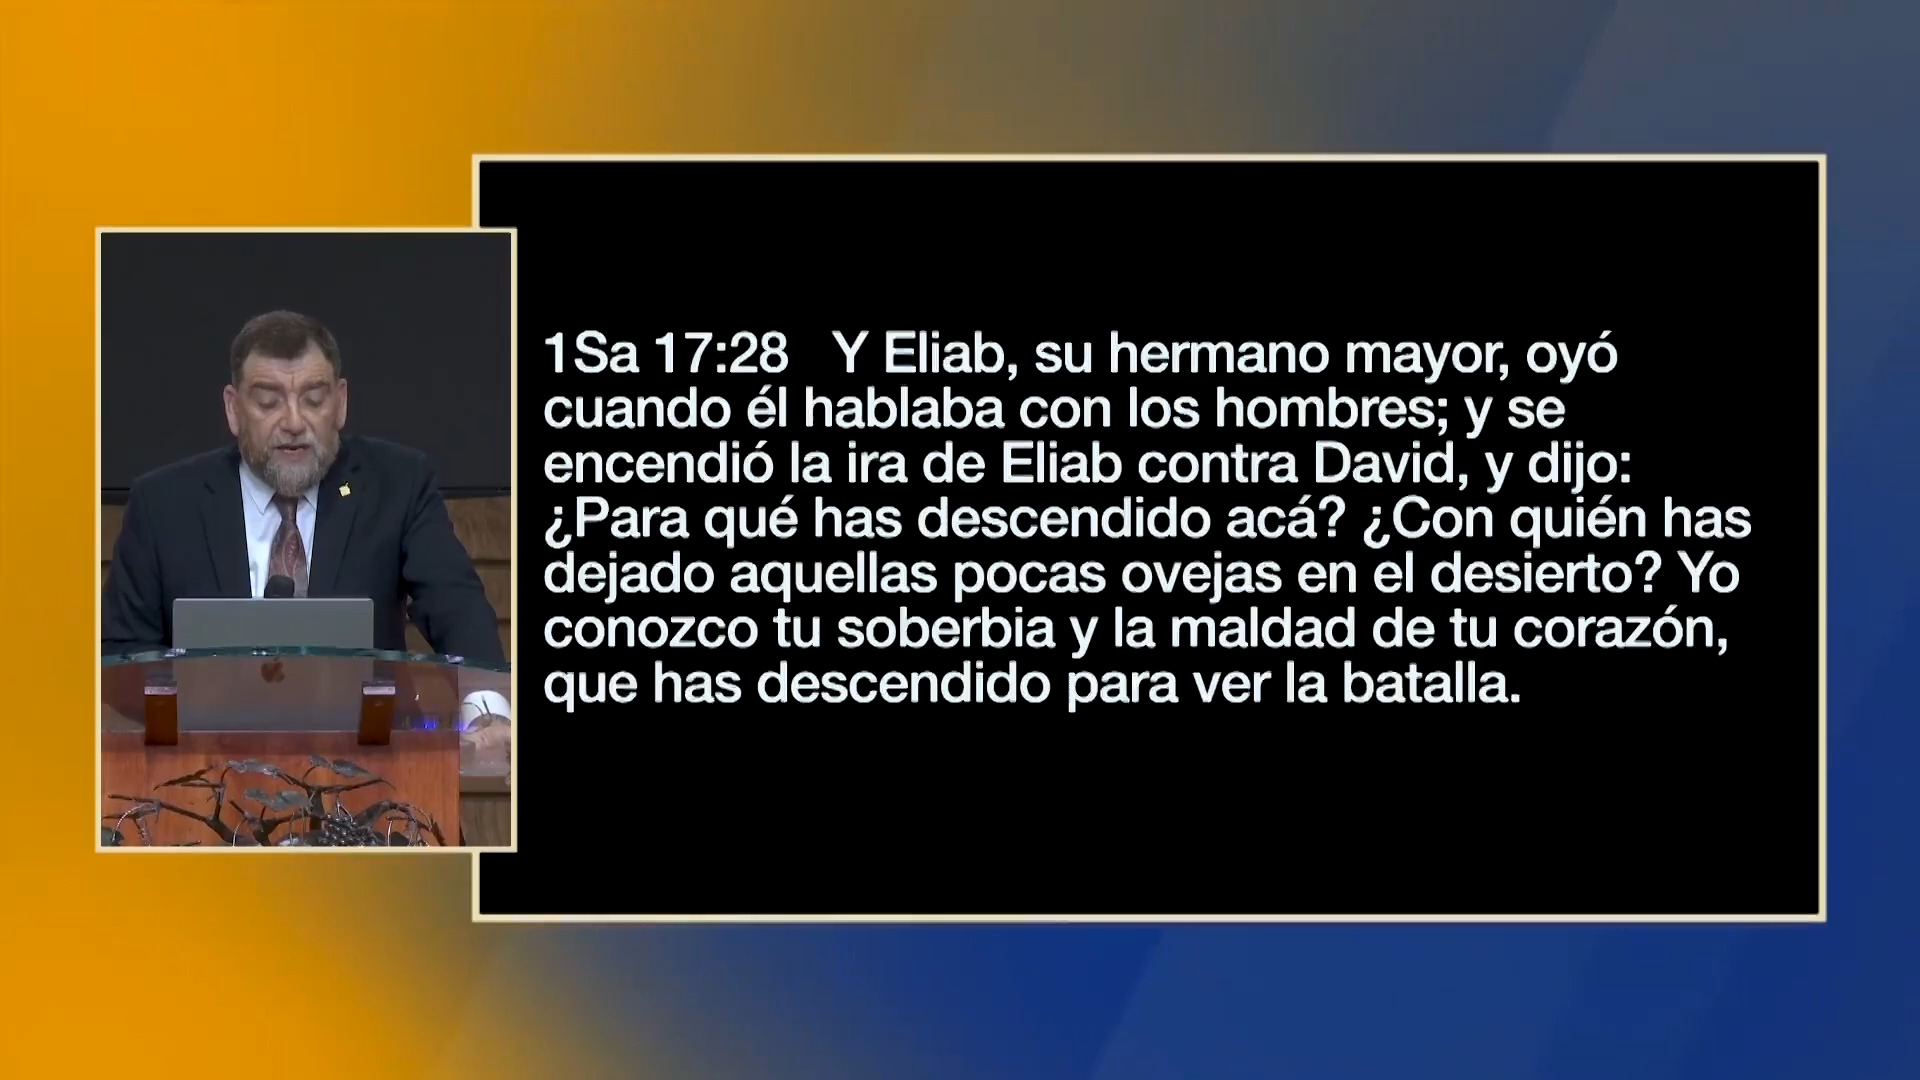 1Sa 17:28   Y Eliab, su hermano mayor, oyó
cuando él hablaba con los hombres; y se
encendió la ira de Eliab contra David, y dijo:
¿Para qué has descendido acá? ¿Con quién has
dejado aquellas pocas ovejas en el desierto? Yo
conozco tu soberbia y la maldad de tu corazón,
que has descendido para ver la batalla.